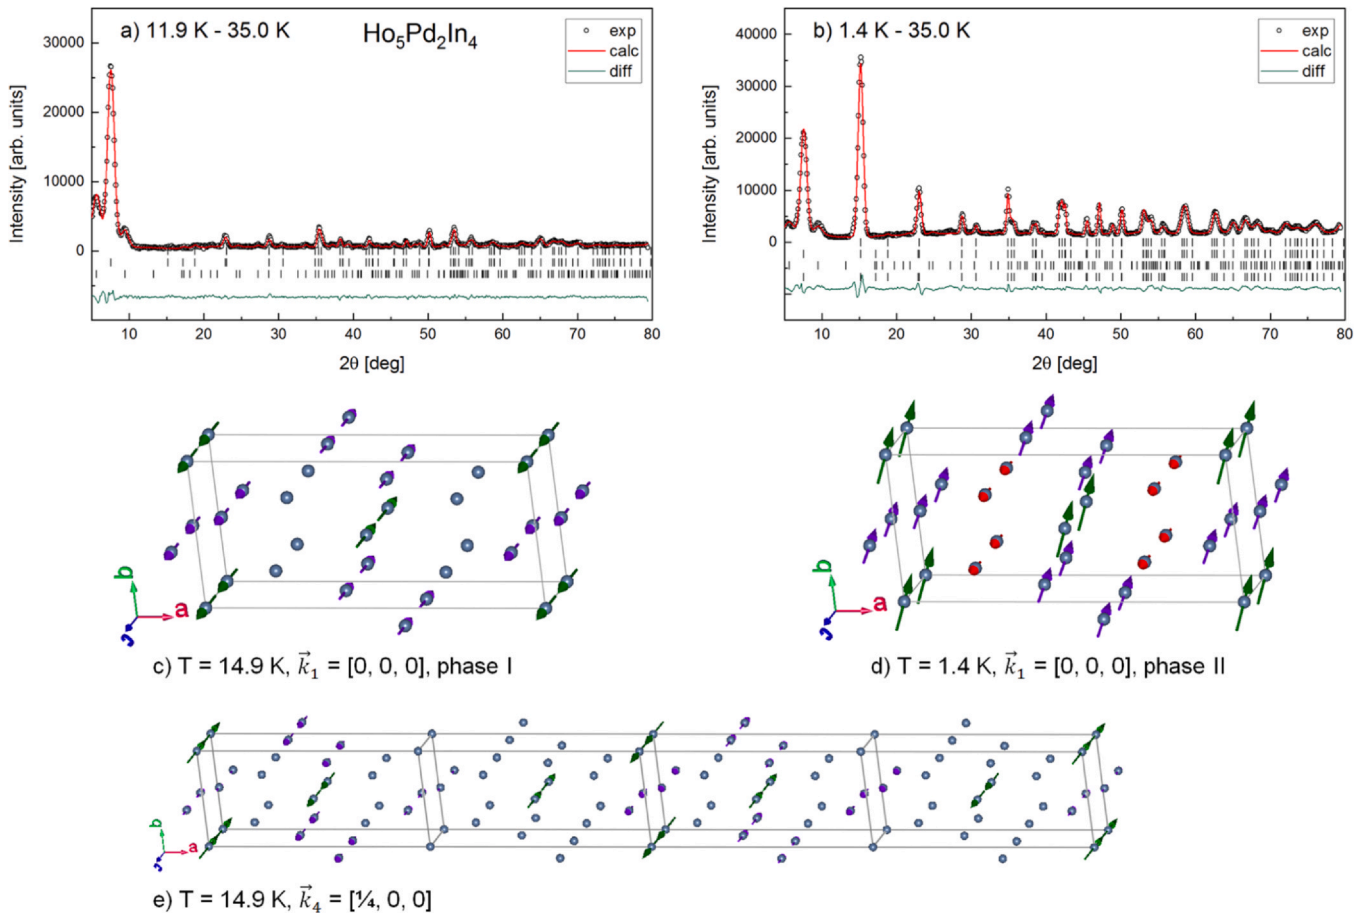 a) 11.9 K - 35.0 K
Ho₅Pd₂In₄
exp
calc
diff
30000
20000
10000
0
Intensity [arb. units]
10 20 30 40 50 60 70 80
2θ [deg]
b) 1.4 K - 35.0 K
exp
calc
diff
40000
30000
20000
10000
0
Intensity [arb. units]
10 20 30 40 50 60 70 80
2θ [deg]
b
a
c
c) T = 14.9 K, k⃗₁ = [0, 0, 0], phase I
b
a
c
d) T = 1.4 K, k⃗₁ = [0, 0, 0], phase II
b
a
c
e) T = 14.9 K, k⃗₄ = [¼, 0, 0]